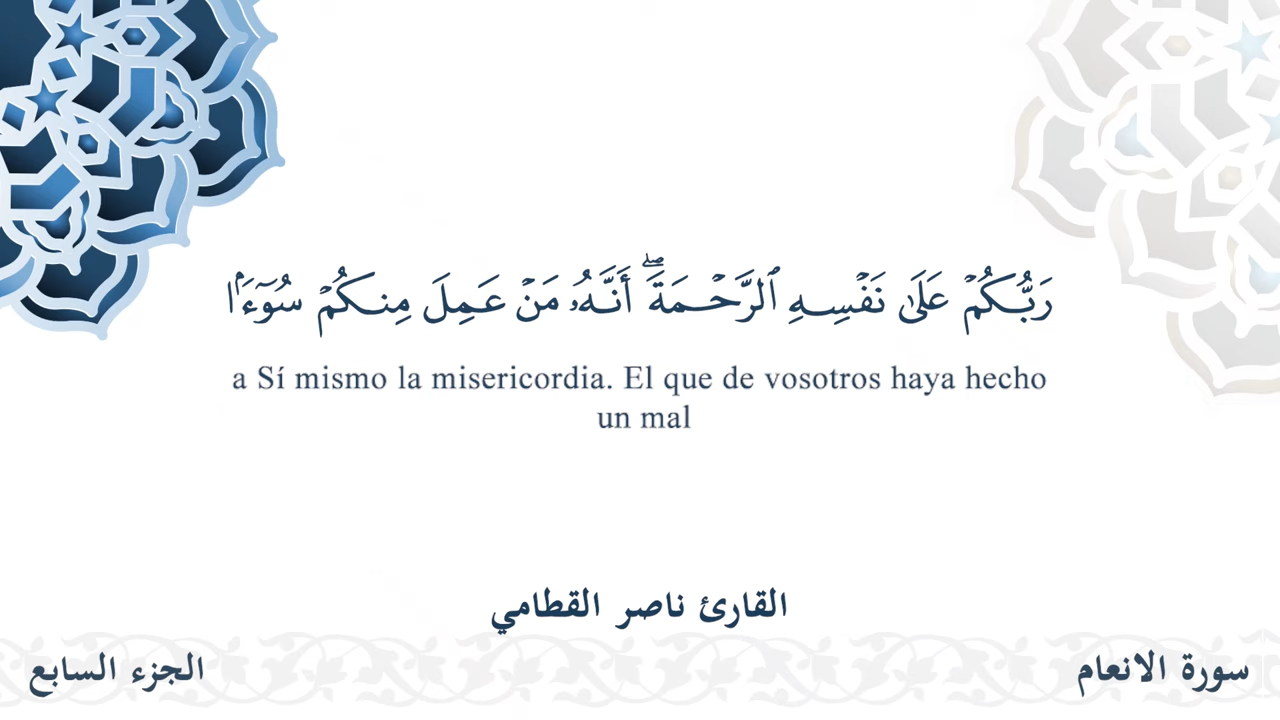 رَبُّكُمۡ عَلَىٰ نَفۡسِهِ ٱلرَّحۡمَةَ ۖ أَنَّهُۥ مَنۡ عَمِلَ مِنكُمۡ سُوٓءَۢا
a Sí mismo la misericordia. El que de vosotros haya hecho
un mal
القارئ ناصر القطامي
سورة الانعام
الجزء السابع